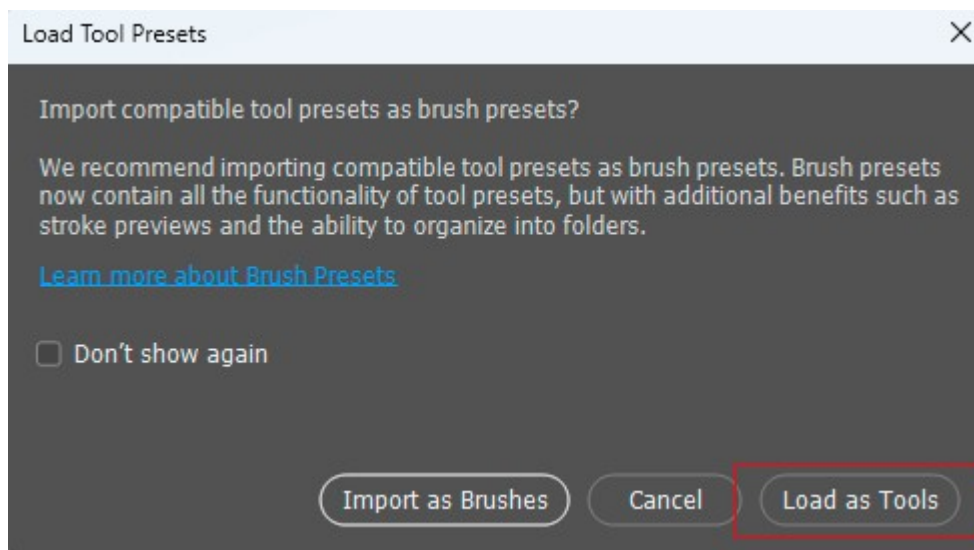 Load Tool Presets
Import compatible tool presets as brush presets?
We recommend importing compatible tool presets as brush presets. Brush presets
now contain all the functionality of tool presets, but with additional benefits such as
stroke previews and the ability to organize into folders.
Learn more about Brush Presets
Don't show again
Import as Brushes Cancel Load as Tools